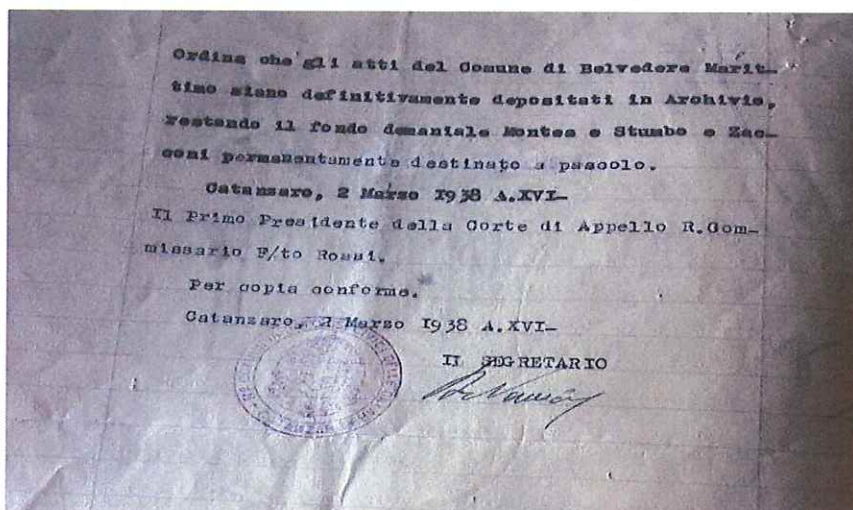 Ordina che gli atti del Comune di Belvedere Marit-
timo siano definitivamente depositati in Archivio,
restando il fondo demaniale Montea e Stumbo e Zac-
coni permanentamente destinato a pascolo.
Catanzaro, 2 Marzo 1938 A.XVI-
Il Primo Presidente della Corte di Appello R.Com-
missario F/to Rossi.
Per copia conforme.
Catanzaro, 2 Marzo 1938 A.XVI-
Il SEGRETARIO